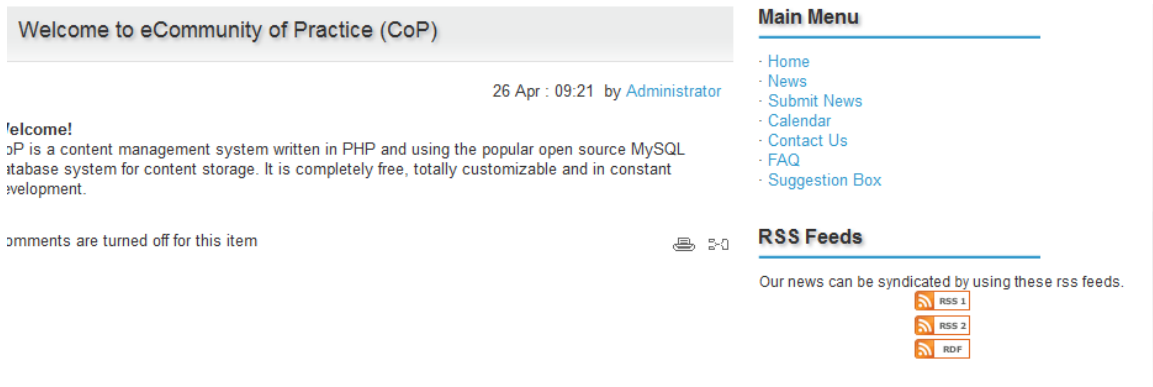 Welcome to eCommunity of Practice (CoP)
26 Apr : 09:21 by Administrator
elcome!
oP is a content management system written in PHP and using the popular open source MySQL
atabase system for content storage. It is completely free, totally customizable and in constant
evelopment.
omments are turned off for this item
Main Menu
· Home
· News
· Submit News
· Calendar
· Contact Us
· FAQ
· Suggestion Box
RSS Feeds
Our news can be syndicated by using these rss feeds.
RSS 1
RSS 2
RDF